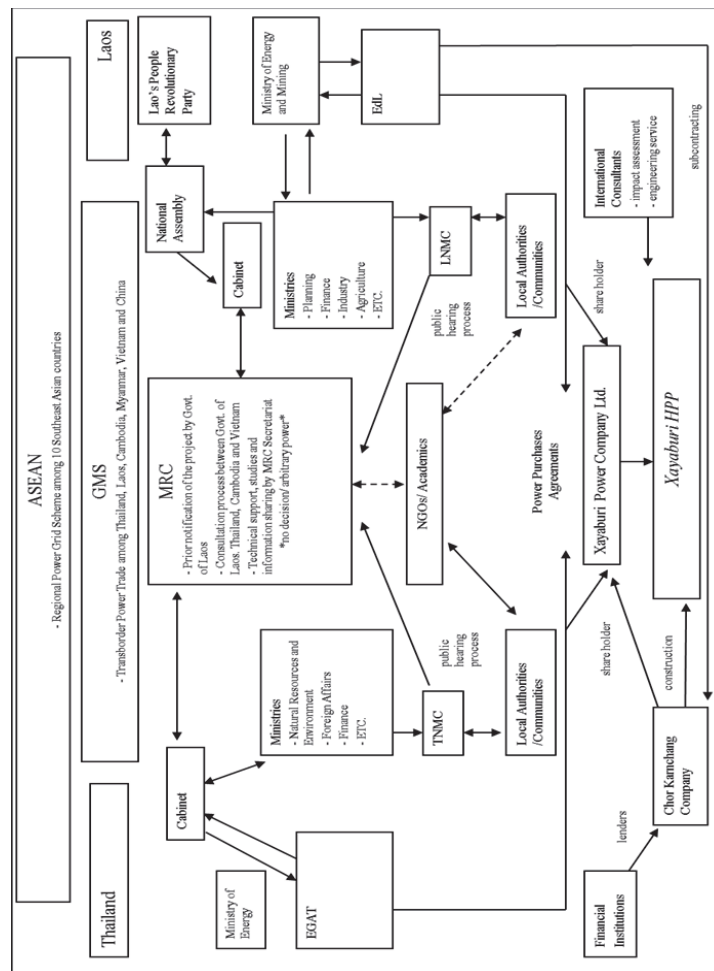 ASEAN
- Regional Power Grid Scheme among 10 Southeast Asian countries
Thailand
GMS
- Transborder Power Trade among Thailand, Laos, Cambodia, Myanmar, Vietnam and China
Laos
Ministry of
Energy
Cabinet
MRC
- Prior notification of the project by Govt.
of Laos
- Consultation process between Govt. of
Laos. Thailand, Cambodia and Vietnam
- Technical support, studies and
information sharing by MRC Secretariat
*no decision/ arbitrary power*
Cabinet
National
Assembly
Lao's People
Revolutionary
Party
EGAT
Ministries
- Natural Resources and
Environment
- Foreign Affairs
- Finance
- ETC.
Ministries
- Planning
- Finance
- Industry
- Agriculture
- ETC.
Ministry of Energy
and Mining
EdL
TNMC
public
hearing
process
NGOs/ Academics
public
hearing
process
LNMC
Local Authorities
/Communities
Local Authorities
/Communities
Power Purchases
Agreements
share holder
Xayaburi Power Company Ltd.
share holder
International
Consultants
- impact assessment
- engineering service
Financial
Institutions
lenders
Chor Karnchang
Company
construction
Xayaburi HPP
subcontracting